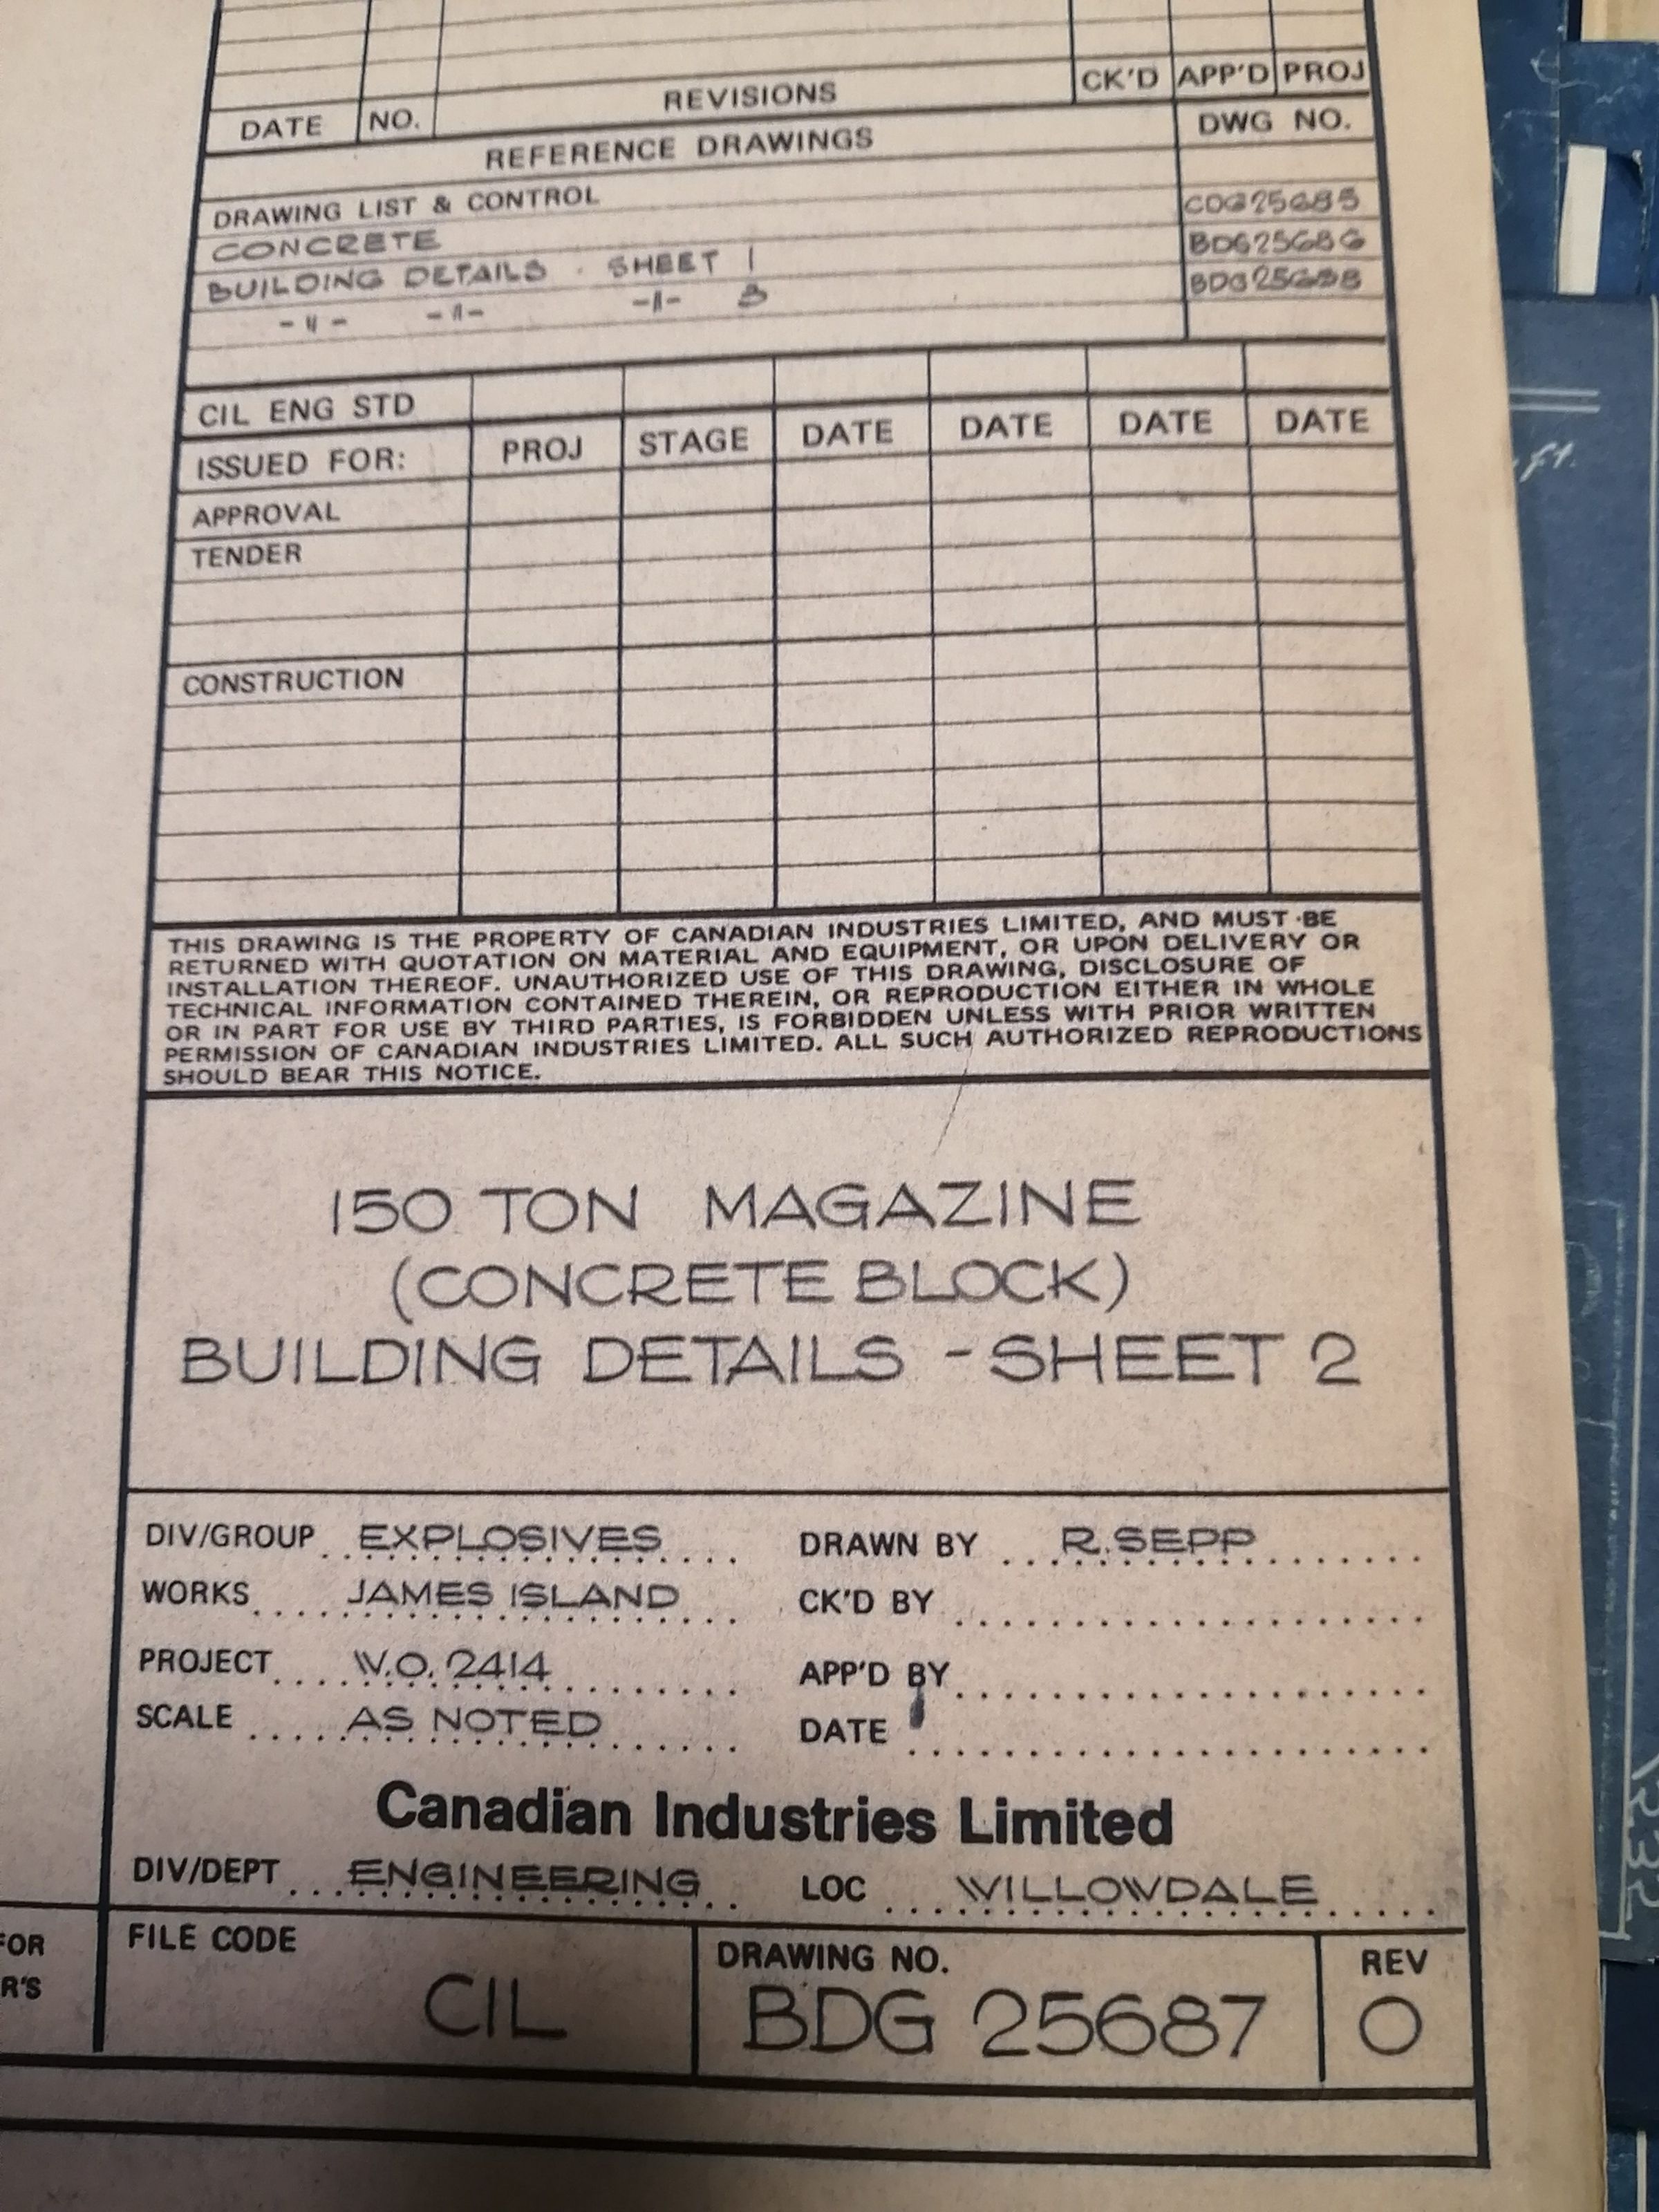 CK'D APP'D PROJ
DATE NO. REVISIONS
REFERENCE DRAWINGS DWG NO.
DRAWING LIST & CONTROL
CONCRETE CDG25685
BUILDING DETAILS - SHEET 1 BDG25686
-11- -11- -11- 3 BDG25688
CIL ENG STD
ISSUED FOR: PROJ STAGE DATE DATE DATE DATE
APPROVAL
TENDER
CONSTRUCTION
THIS DRAWING IS THE PROPERTY OF CANADIAN INDUSTRIES LIMITED, AND MUST BE
RETURNED WITH QUOTATION ON MATERIAL AND EQUIPMENT, OR UPON DELIVERY OR
INSTALLATION THEREOF. UNAUTHORIZED USE OF THIS DRAWING, DISCLOSURE OF
TECHNICAL INFORMATION CONTAINED THEREIN, OR REPRODUCTION EITHER IN WHOLE
OR IN PART FOR USE BY THIRD PARTIES, IS FORBIDDEN UNLESS WITH PRIOR WRITTEN
PERMISSION OF CANADIAN INDUSTRIES LIMITED. ALL SUCH AUTHORIZED REPRODUCTIONS
SHOULD BEAR THIS NOTICE.
150 TON MAGAZINE
(CONCRETE BLOCK)
BUILDING DETAILS - SHEET 2
DIV/GROUP EXPLOSIVES DRAWN BY R. SEPP
WORKS JAMES ISLAND CK'D BY
PROJECT W.O. 2414 APP'D BY
SCALE AS NOTED DATE
Canadian Industries Limited
DIV/DEPT ENGINEERING LOC WILLOWDALE
FOR FILE CODE DRAWING NO. REV
R'S CIL BDG 25687 0
ft.